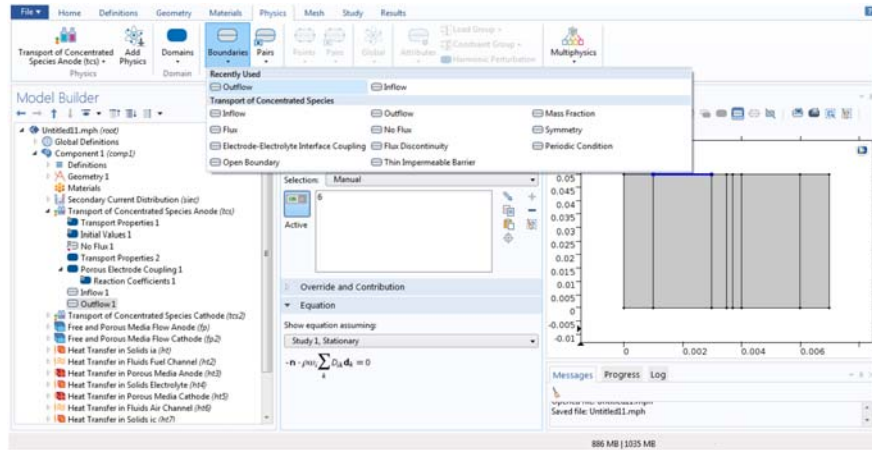 File Home Definitions Geometry Materials Physics Mesh Study Results
Transport of Concentrated Species Anode (tcs)
Add Physics
Domains
Boundaries
Pairs
Points
Pairs
Global
Attributes
Load Group
Constraint Group
Harmonic Perturbation
Multiphysics
Physics
Domain
Recently Used
Outflow Inflow
Transport of Concentrated Species
Inflow Outflow Mass Fraction
Flux No Flux Symmetry
Electrode-Electrolyte Interface Coupling Flux Discontinuity Periodic Condition
Open Boundary Thin Impermeable Barrier
Model Builder
Untitled11.mph (root)
Global Definitions
Component 1 (comp1)
Definitions
Geometry 1
Materials
Secondary Current Distribution (siec)
Transport of Concentrated Species Anode (tcs)
Transport Properties 1
Initial Values 1
No Flux 1
Transport Properties 2
Porous Electrode Coupling 1
Reaction Coefficients 1
Inflow 1
Outflow 1
Transport of Concentrated Species Cathode (tcs2)
Free and Porous Media Flow Anode (fp)
Free and Porous Media Flow Cathode (fp2)
Heat Transfer in Solids ia (ht)
Heat Transfer in Fluids Fuel Channel (ht2)
Heat Transfer in Porous Media Anode (ht3)
Heat Transfer in Solids Electrolyte (ht4)
Heat Transfer in Porous Media Cathode (ht5)
Heat Transfer in Fluids Air Channel (ht6)
Heat Transfer in Solids ic (ht7)
Selection: Manual
6
Active
Override and Contribution
Equation
Show equation assuming:
Study 1, Stationary
-n · ρωᵢ∑ₖ Dᵢₖ dₖ = 0
0.05
0.045
0.04
0.035
0.03
0.025
0.02
0.015
0.01
0.005
0
-0.005
-0.01
0 0.002 0.004 0.006
Messages Progress Log
Saved file: Untitled11.mph
886 MB | 1035 MB